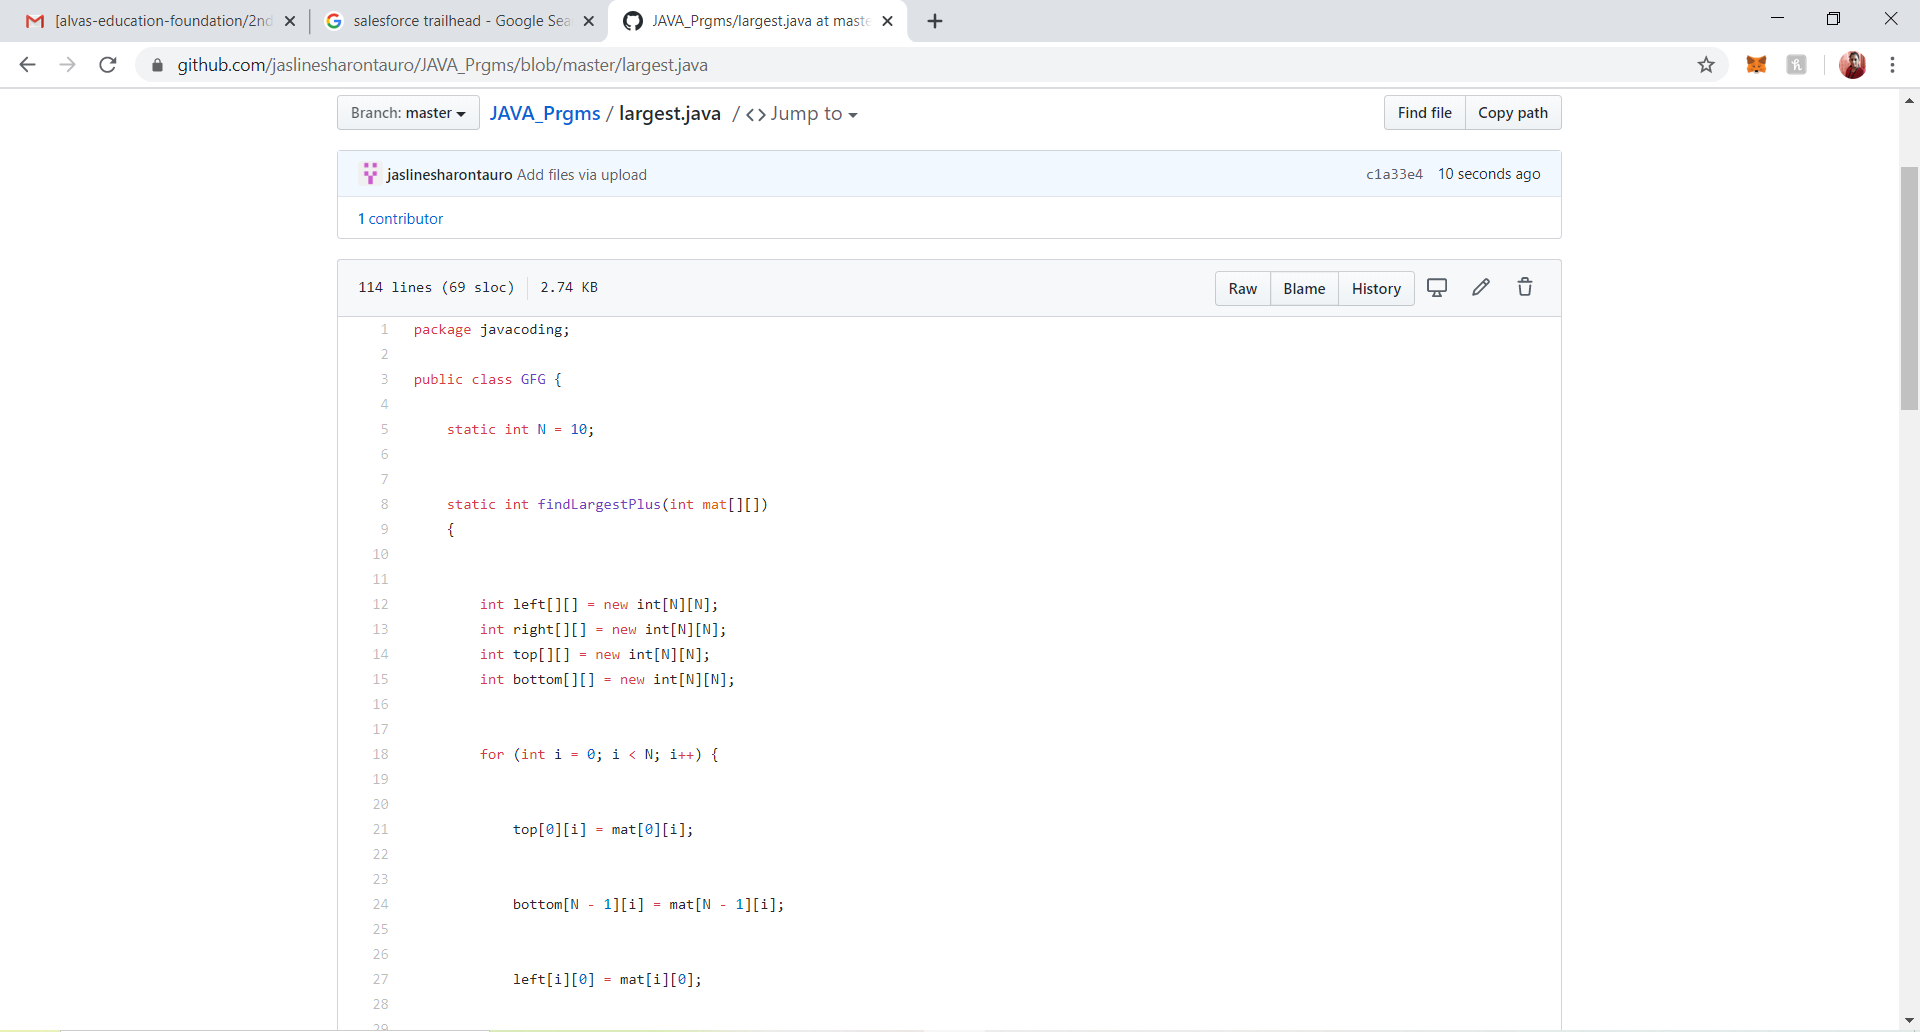 [alvas-education-foundation/2nd
salesforce trailhead - Google Sea
JAVA_Prgms/largest.java at maste
github.com/jaslinesharontauro/JAVA_Prgms/blob/master/largest.java
Branch: master
JAVA_Prgms / largest.java / <> Jump to
Find file
Copy path
jaslinesharontauro Add files via upload
c1a33e4 10 seconds ago
1 contributor
114 lines (69 sloc) 2.74 KB
Raw
Blame
History
1 package javacoding;
2
3 public class GFG {
4
5 static int N = 10;
6
7
8 static int findLargestPlus(int mat[][])
9 {
10
11
12 int left[][] = new int[N][N];
13 int right[][] = new int[N][N];
14 int top[][] = new int[N][N];
15 int bottom[][] = new int[N][N];
16
17
18 for (int i = 0; i < N; i++) {
19
20
21 top[0][i] = mat[0][i];
22
23
24 bottom[N - 1][i] = mat[N - 1][i];
25
26
27 left[i][0] = mat[i][0];
28
29